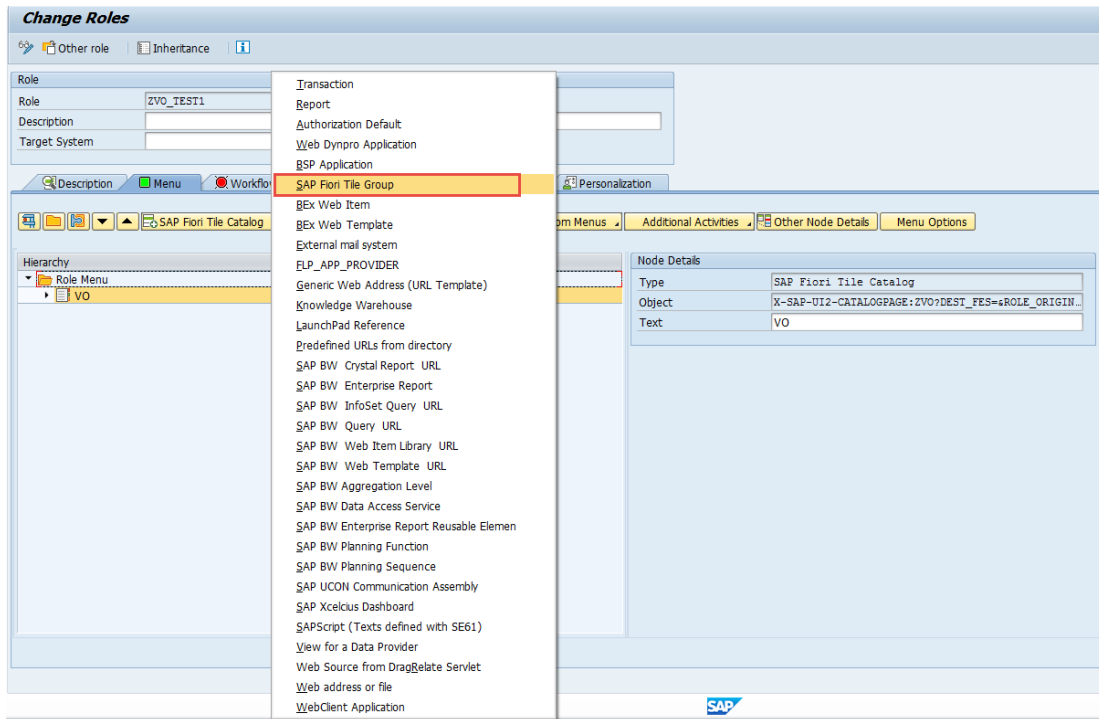 Change Roles
Other role Inheritance
Role
Role ZVO_TEST1
Description
Target System
Description Menu Workflo Personalization
SAP Fiori Tile Catalog om Menus Additional Activities Other Node Details Menu Options
Hierarchy
Role Menu
VO
Transaction
Report
Authorization Default
Web Dynpro Application
BSP Application
SAP Fiori Tile Group
BEx Web Item
BEx Web Template
External mail system
FLP_APP_PROVIDER
Generic Web Address (URL Template)
Knowledge Warehouse
LaunchPad Reference
Predefined URLs from directory
SAP BW Crystal Report URL
SAP BW Enterprise Report
SAP BW InfoSet Query URL
SAP BW Query URL
SAP BW Web Item Library URL
SAP BW Web Template URL
SAP BW Aggregation Level
SAP BW Data Access Service
SAP BW Enterprise Report Reusable Elemen
SAP BW Planning Function
SAP BW Planning Sequence
SAP UCON Communication Assembly
SAP Xcelcius Dashboard
SAPScript (Texts defined with SE61)
View for a Data Provider
Web Source from DragRelate Servlet
Web address or file
WebClient Application
Node Details
Type SAP Fiori Tile Catalog
Object X-SAP-UI2-CATALOGPAGE:ZVO?DEST_FES=&ROLE_ORIGIN…
Text VO
SAP